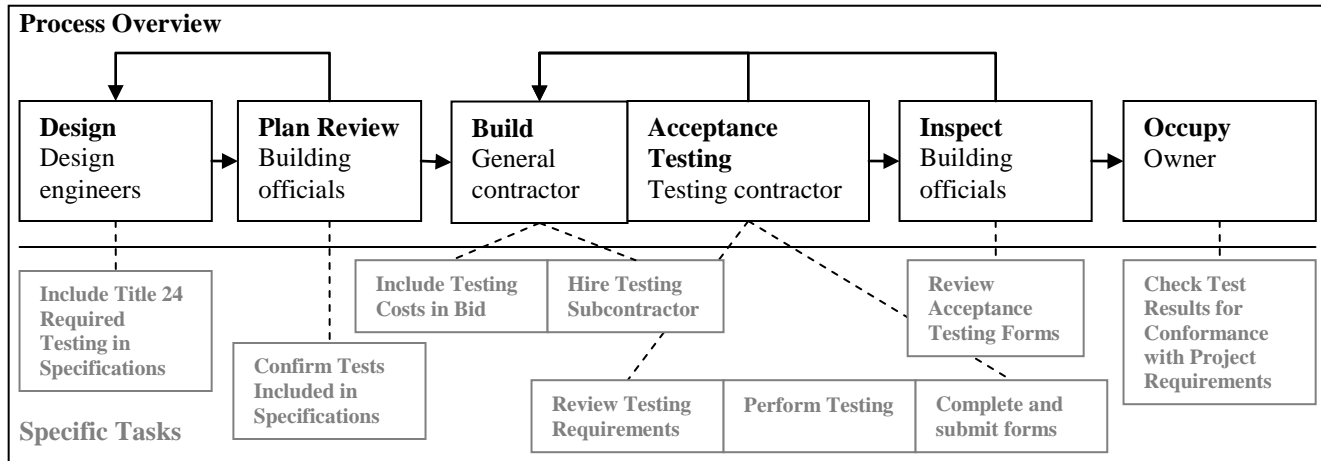 Process Overview
Design
Design
engineers
Plan Review
Building
officials
Build
General
contractor
Acceptance
Testing
Testing contractor
Inspect
Building
officials
Occupy
Owner
Include Title 24
Required
Testing in
Specifications
Confirm Tests
Included in
Specifications
Include Testing
Costs in Bid
Hire Testing
Subcontractor
Review Testing
Requirements
Perform Testing
Complete and
submit forms
Review
Acceptance
Testing Forms
Check Test
Results for
Conformance
with Project
Requirements
Specific Tasks